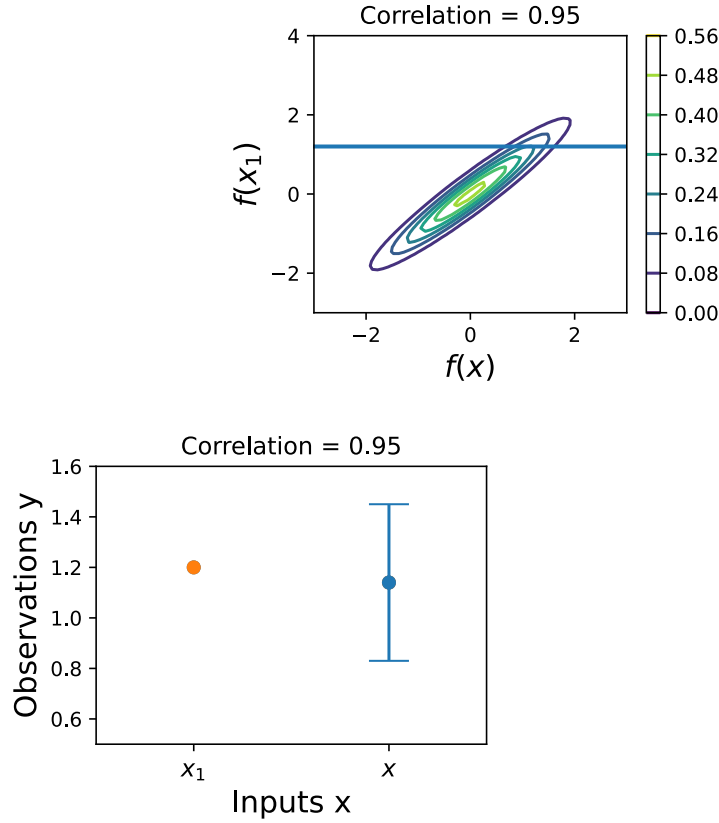 Correlation = 0.95
4
2
0
−2
f(x₁)
−2
0
2
f(x)
0.56
0.48
0.40
0.32
0.24
0.16
0.08
0.00
Correlation = 0.95
1.6
1.4
1.2
1.0
0.8
0.6
Observations y
x₁
x
Inputs x